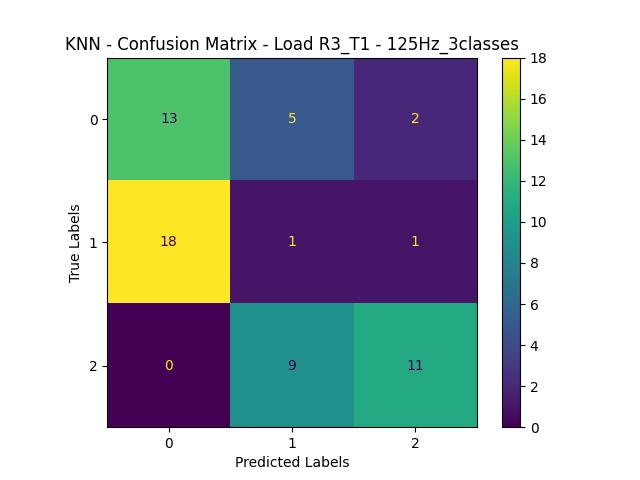 KNN - Confusion Matrix - Load R3_T1 - 125Hz_3classes
True Labels
0 13 5 2
1 18 1 1
2 0 9 11
0 1 2
Predicted Labels
18
16
14
12
10
8
6
4
2
0